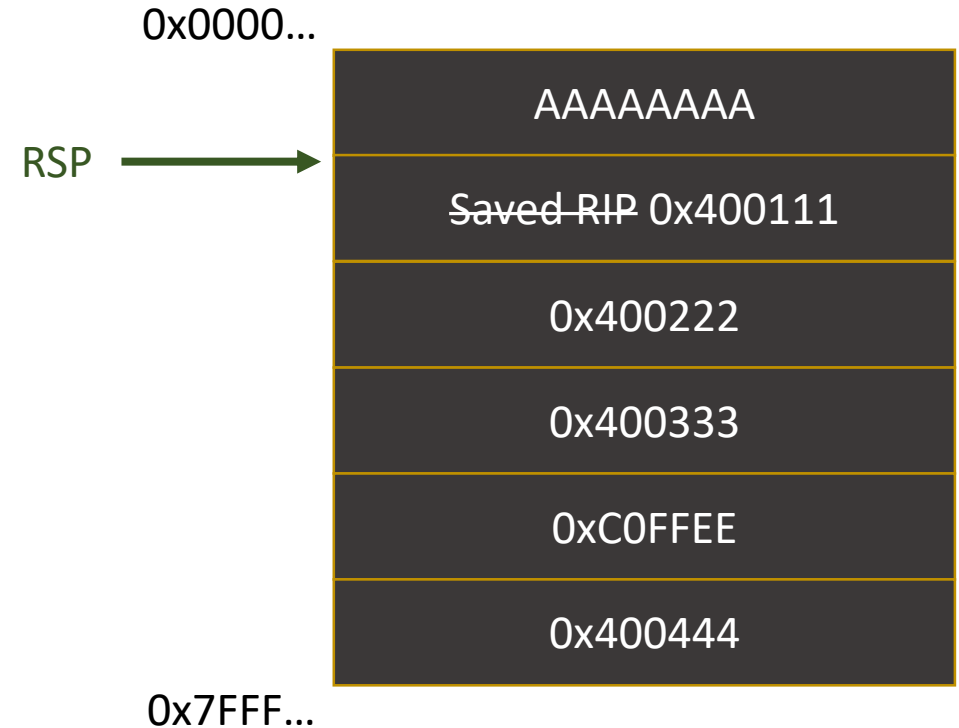 0x0000…
AAAAAAAA
RSP
Saved RIP 0x400111
0x400222
0x400333
0xC0FFEE
0x400444
0x7FFF…